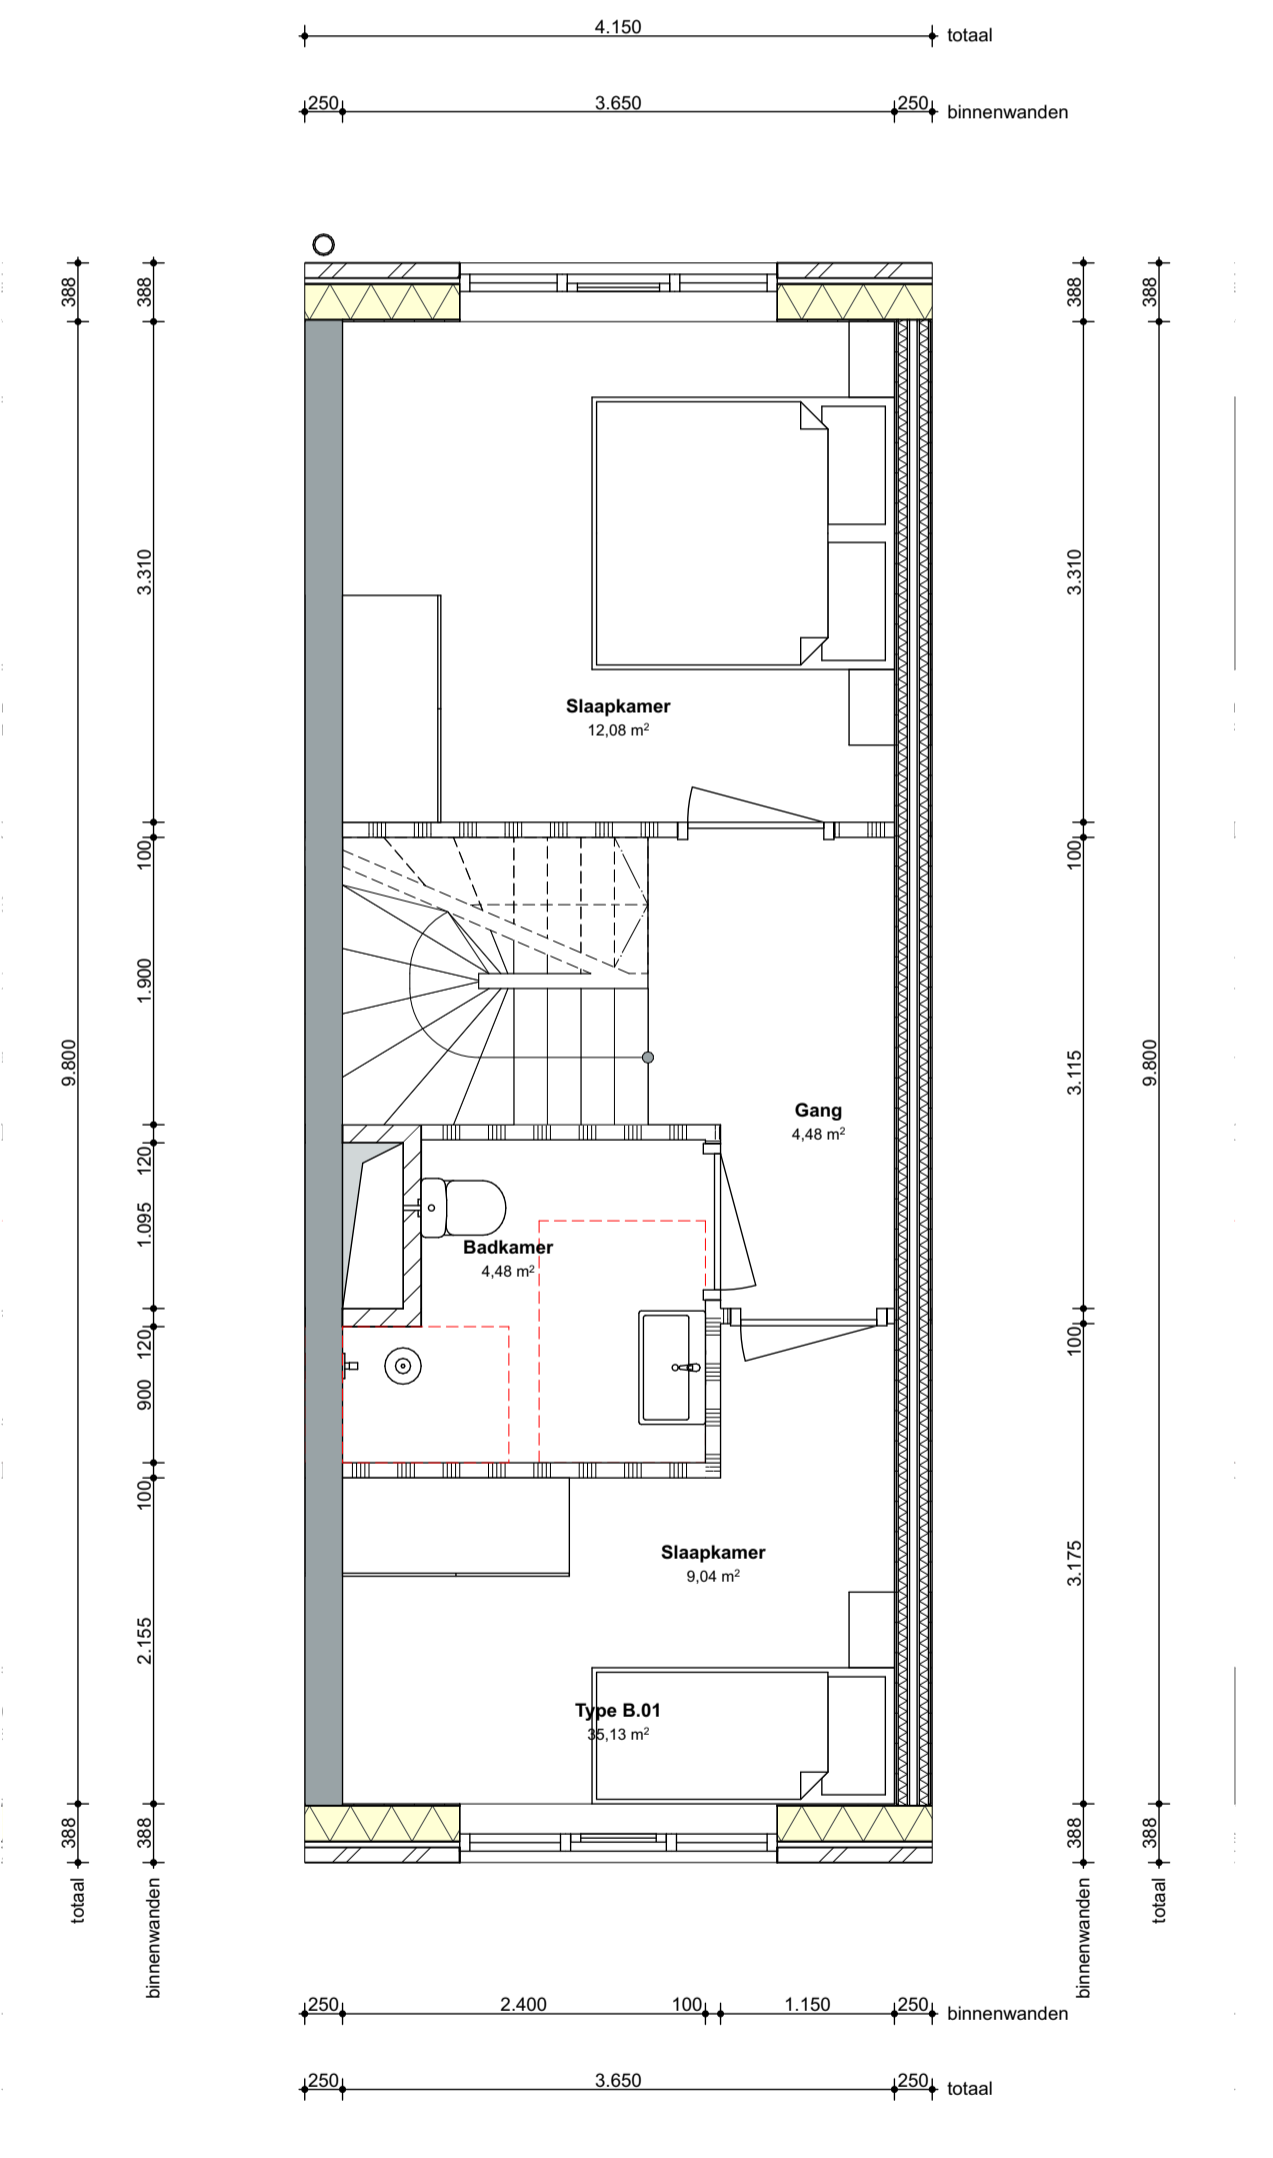 4.150
totaal
250
3.650
250
binnenwanden
388
388
388
388
3.310
3.310
Slaapkamer
12,08 m²
100
100
1.900
9.800
3.115
9.800
Gang
4,48 m²
120
1.095
Badkamer
4,48 m²
120
100
900
100
Slaapkamer
9,04 m²
3.175
2.155
Type B.01
35,13 m²
388
388
388
388
totaal
binnenwanden
binnenwanden
totaal
250
2.400
100
1.150
250
binnenwanden
250
3.650
250
totaal